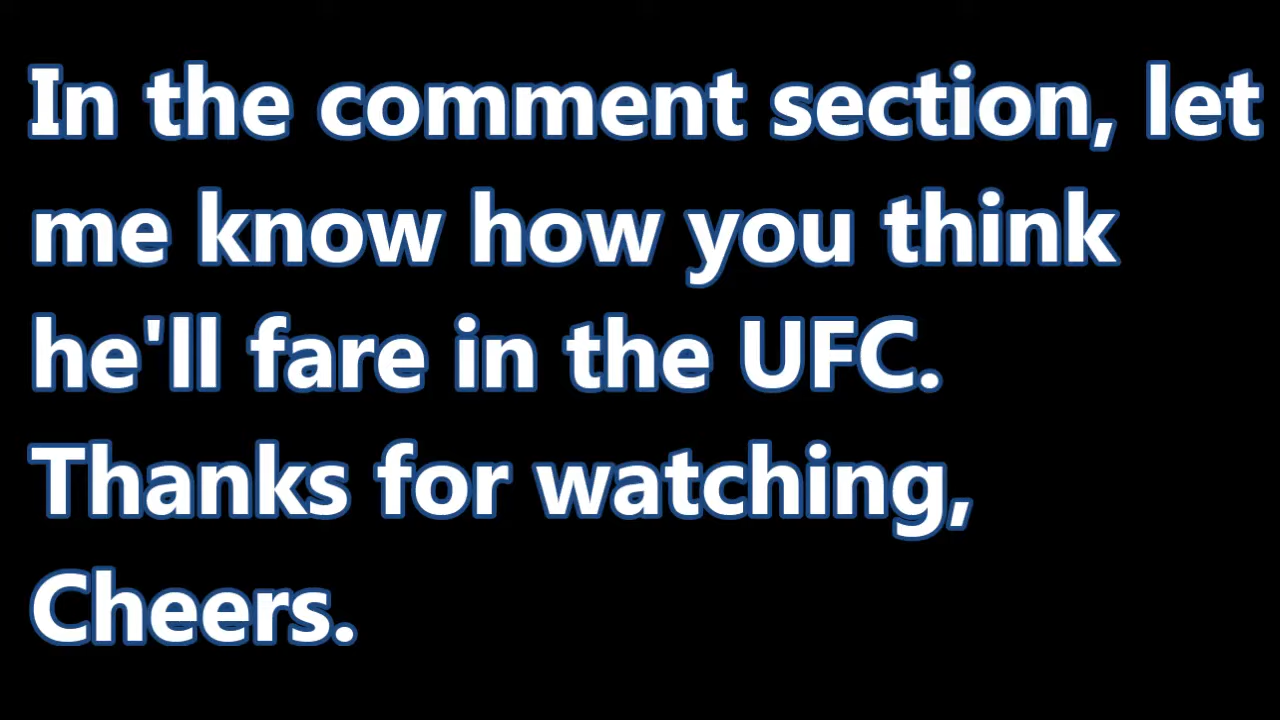 In the comment section, let
me know how you think
he'll fare in the UFC.
Thanks for watching,
Cheers.